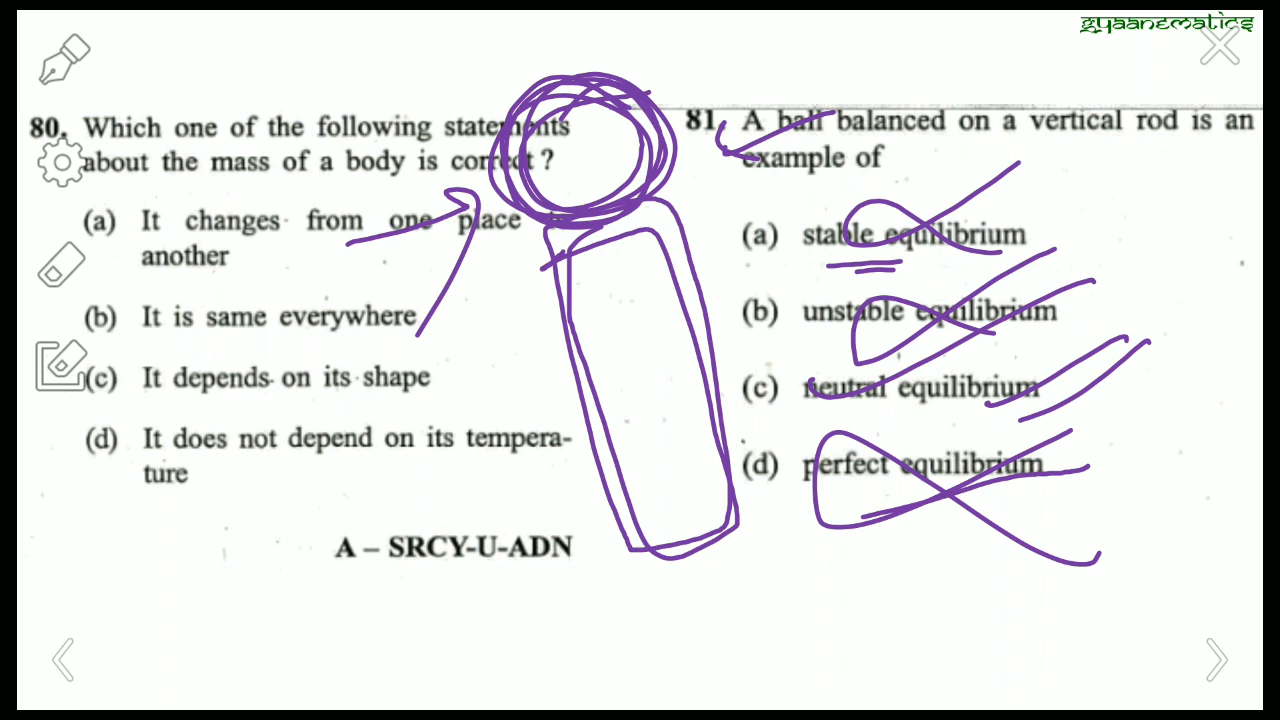 gyaanematics
80. Which one of the following statements
about the mass of a body is correct ?
(a) It changes from one place to
another
(b) It is same everywhere
(c) It depends on its shape
(d) It does not depend on its tempera-
ture
A – SRCY-U-ADN
81. A ball balanced on a vertical rod is an
example of
(a) stable equilibrium
(b) unstable equilibrium
(c) neutral equilibrium
(d) perfect equilibrium